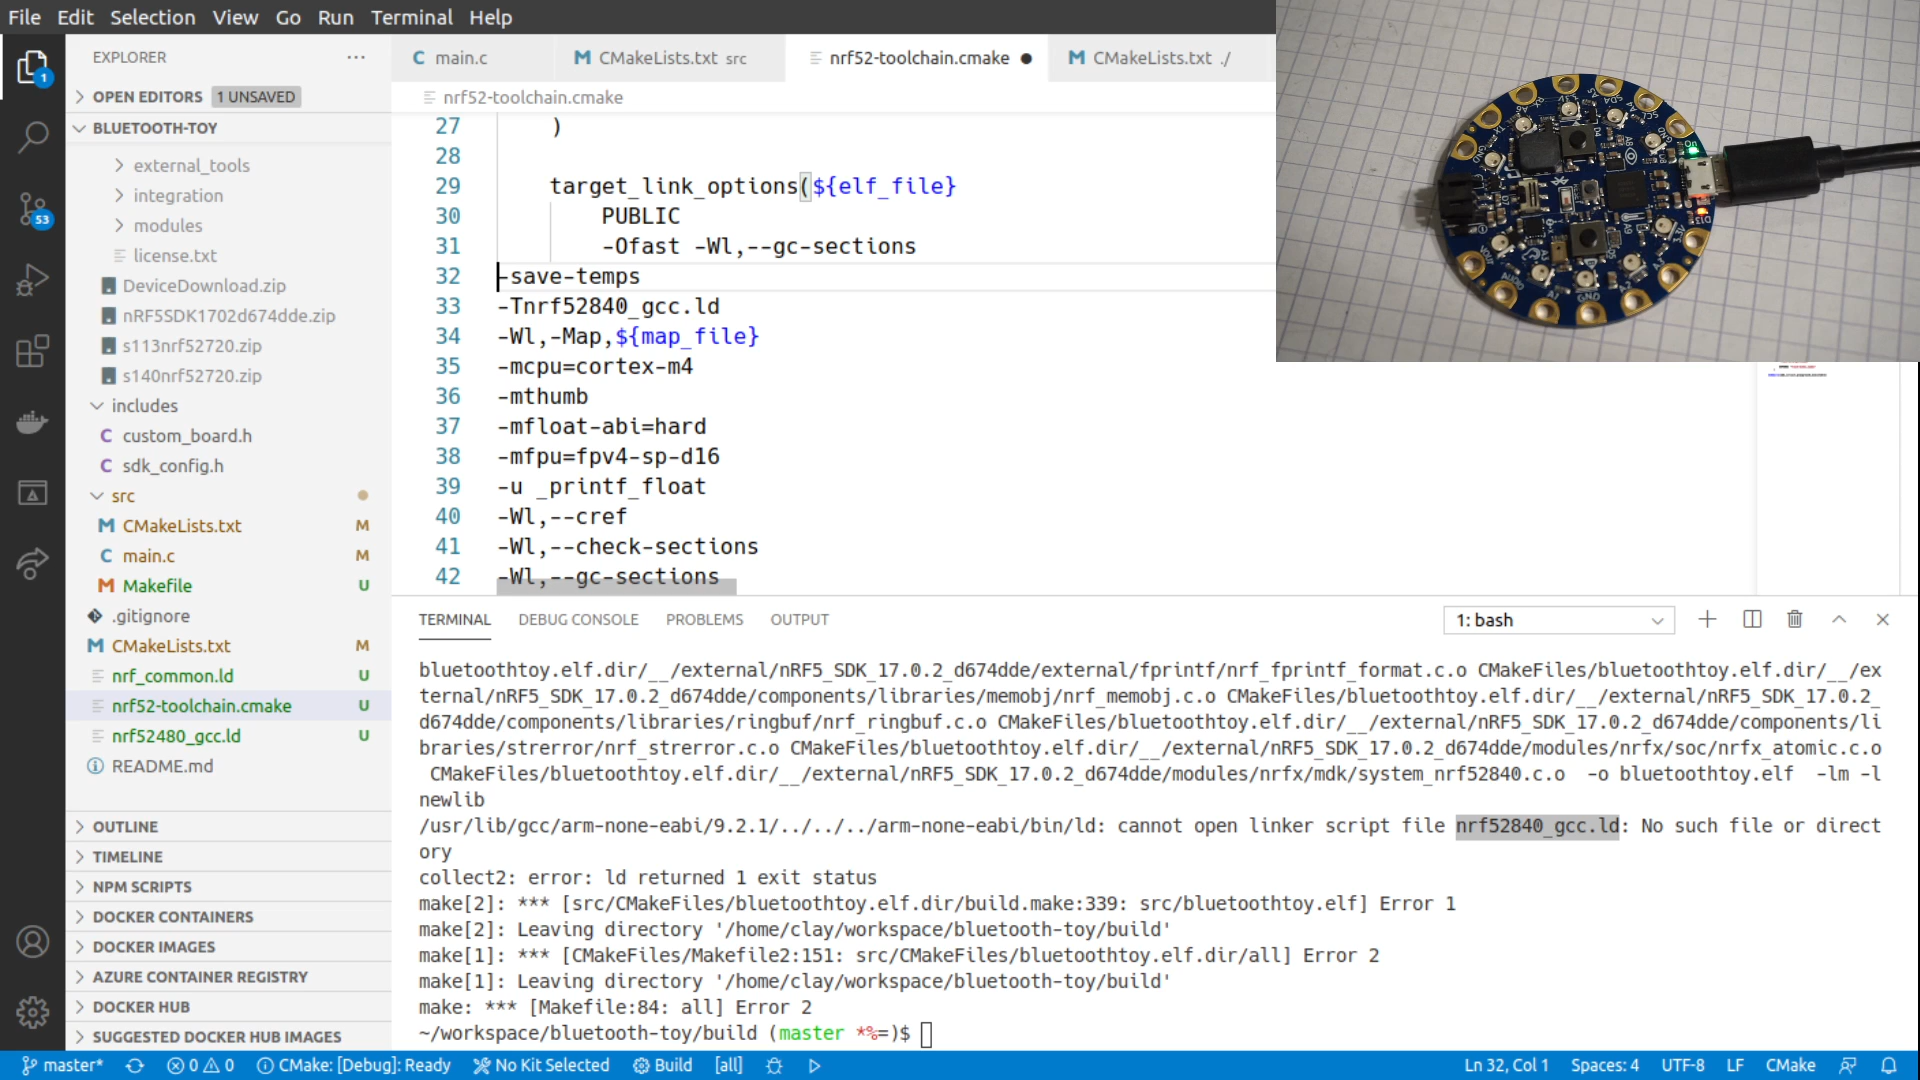 File Edit Selection View Go Run Terminal Help
EXPLORER ···
OPEN EDITORS 1 UNSAVED
BLUETOOTH-TOY
external_tools
integration
modules
license.txt
DeviceDownload.zip
nRF5SDK1702d674dde.zip
s113nrf52720.zip
s140nrf52720.zip
includes
C custom_board.h
C sdk_config.h
src
M CMakeLists.txt M
C main.c M
M Makefile U
.gitignore
M CMakeLists.txt M
nrf_common.ld U
nrf52-toolchain.cmake U
nrf52480_gcc.ld U
README.md
OUTLINE
TIMELINE
NPM SCRIPTS
DOCKER CONTAINERS
DOCKER IMAGES
AZURE CONTAINER REGISTRY
DOCKER HUB
SUGGESTED DOCKER HUB IMAGES
1
53
C main.c M CMakeLists.txt src nrf52-toolchain.cmake ● M CMakeLists.txt ./
nrf52-toolchain.cmake
27 )
28
29 target_link_options(${elf_file}
30 PUBLIC
31 -Ofast -Wl,--gc-sections
32 -save-temps
33 -Tnrf52840_gcc.ld
34 -Wl,-Map,${map_file}
35 -mcpu=cortex-m4
36 -mthumb
37 -mfloat-abi=hard
38 -mfpu=fpv4-sp-d16
39 -u _printf_float
40 -Wl,--cref
41 -Wl,--check-sections
42 -Wl,--gc-sections
TERMINAL DEBUG CONSOLE PROBLEMS OUTPUT 1: bash
bluetoothtoy.elf.dir/__/external/nRF5_SDK_17.0.2_d674dde/external/fprintf/nrf_fprintf_format.c.o CMakeFiles/bluetoothtoy.elf.dir/__/ex
ternal/nRF5_SDK_17.0.2_d674dde/components/libraries/memobj/nrf_memobj.c.o CMakeFiles/bluetoothtoy.elf.dir/__/external/nRF5_SDK_17.0.2_
d674dde/components/libraries/ringbuf/nrf_ringbuf.c.o CMakeFiles/bluetoothtoy.elf.dir/__/external/nRF5_SDK_17.0.2_d674dde/components/li
braries/strerror/nrf_strerror.c.o CMakeFiles/bluetoothtoy.elf.dir/__/external/nRF5_SDK_17.0.2_d674dde/modules/nrfx/soc/nrfx_atomic.c.o
CMakeFiles/bluetoothtoy.elf.dir/__/external/nRF5_SDK_17.0.2_d674dde/modules/nrfx/mdk/system_nrf52840.c.o -o bluetoothtoy.elf -lm -l
newlib
/usr/lib/gcc/arm-none-eabi/9.2.1/../../../arm-none-eabi/bin/ld: cannot open linker script file nrf52840_gcc.ld: No such file or direct
ory
collect2: error: ld returned 1 exit status
make[2]: *** [src/CMakeFiles/bluetoothtoy.elf.dir/build.make:339: src/bluetoothtoy.elf] Error 1
make[2]: Leaving directory '/home/clay/workspace/bluetooth-toy/build'
make[1]: *** [CMakeFiles/Makefile2:151: src/CMakeFiles/bluetoothtoy.elf.dir/all] Error 2
make[1]: Leaving directory '/home/clay/workspace/bluetooth-toy/build'
make: *** [Makefile:84: all] Error 2
~/workspace/bluetooth-toy/build (master *%=)$
master* 0 0 CMake: [Debug]: Ready No Kit Selected Build [all] Ln 32, Col 1 Spaces: 4 UTF-8 LF CMake
On
D13
GND
A1
A2
A8
A9
AUDIO
VOUT